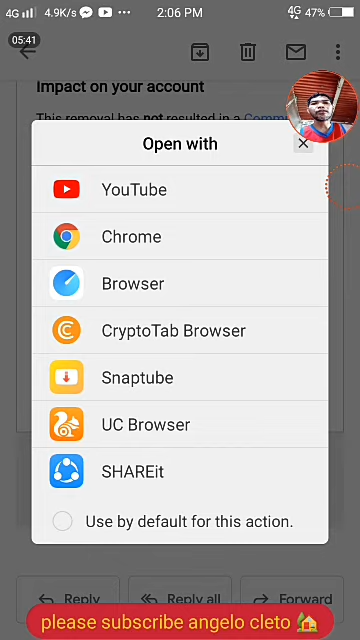 4G 4.9K/s ••• 2:06 PM 4G 47%
05:41
Impact on your account
This removal has not resulted in a Comm
Open with
YouTube
Chrome
Browser
CryptoTab Browser
Snaptube
UC Browser
SHAREit
Use by default for this action.
Reply Reply all Forward
please subscribe angelo cleto 🏡